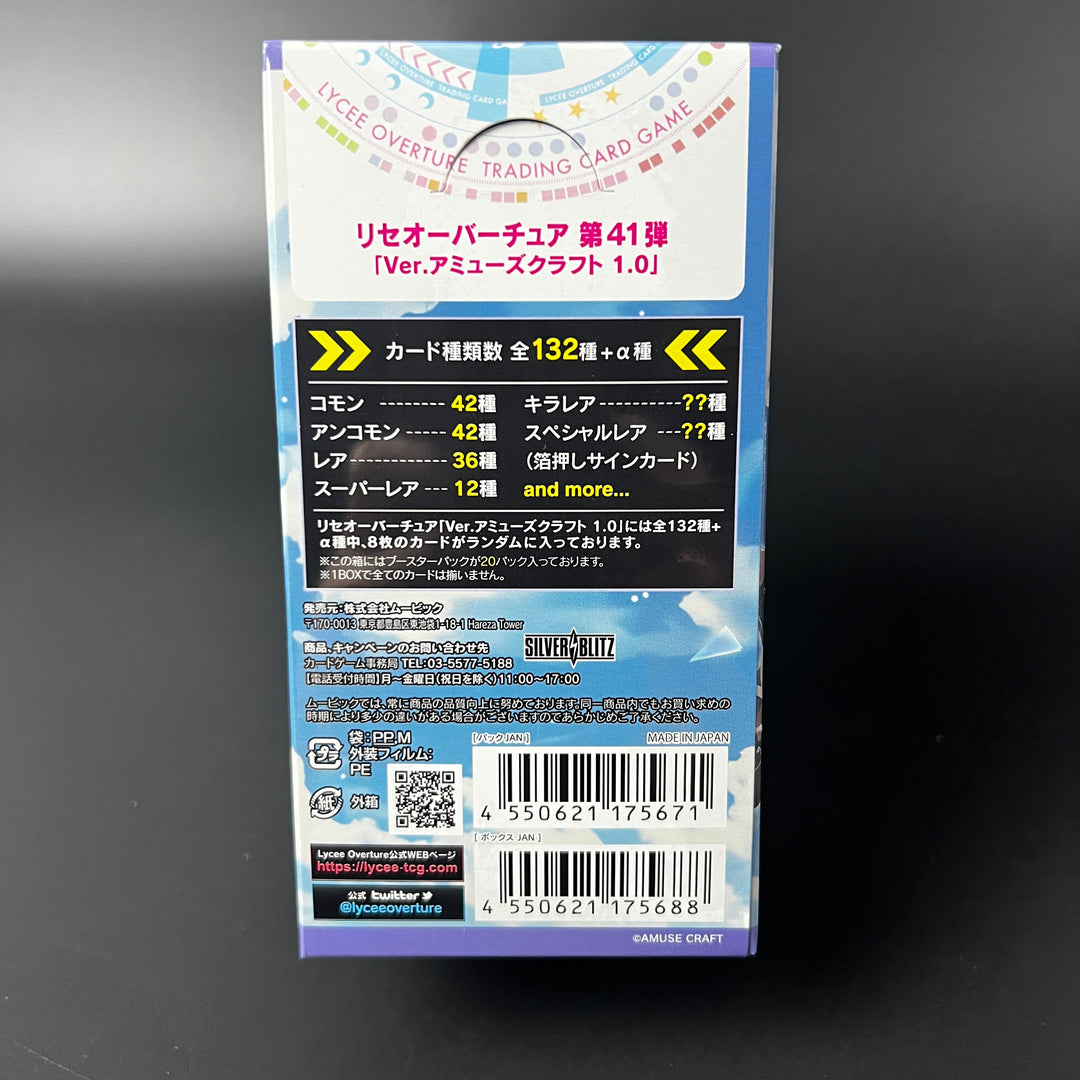 LYCEE OVERTURE TRADING CARD GA
LYCEE OVERTURE TRADING CARD
LYCEE OVERTURE TRADING CARD GAME
リセオーバーチュア 第41弾
「Ver.アミューズクラフト 1.0」
カード種類数 全132種+α種
コモン -------- 42種
アンコモン ----- 42種
レア------------ 36種
スーパーレア --- 12種
キラレア----------??種
スペシャルレア ---??種
(箔押しサインカード)
and more...
リセオーバーチュア「Ver.アミューズクラフト 1.0」には全132種+
α種中、8枚のカードがランダムに入っております。
※この箱にはブースターパックが20パック入っております。
※1BOXで全てのカードは揃いません。
発売元:株式会社ムービック
〒170-0013 東京都豊島区東池袋1-18-1 Hareza Tower
商品、キャンペーンのお問い合わせ先
カードゲーム事務局 TEL:03-5577-5188
【電話受付時間】月〜金曜日(祝日を除く)11:00〜17:00
SILVER BLITZ
ムービックでは、常に商品の品質向上に努めております。同一商品内でもお買い求めの
時期により多少の違いがある場合がございますのであらかじめご了承ください。
プラ
袋:PP,M
外装フィルム:
PE
紙
外箱
[パックJAN]
MADE IN JAPAN
4 550621 175671
[ボックス JAN]
4 550621 175688
Lycee Overture公式WEBページ
https://lycee-tcg.com
公式 twitter
@lyceeoverture
©AMUSE CRAFT